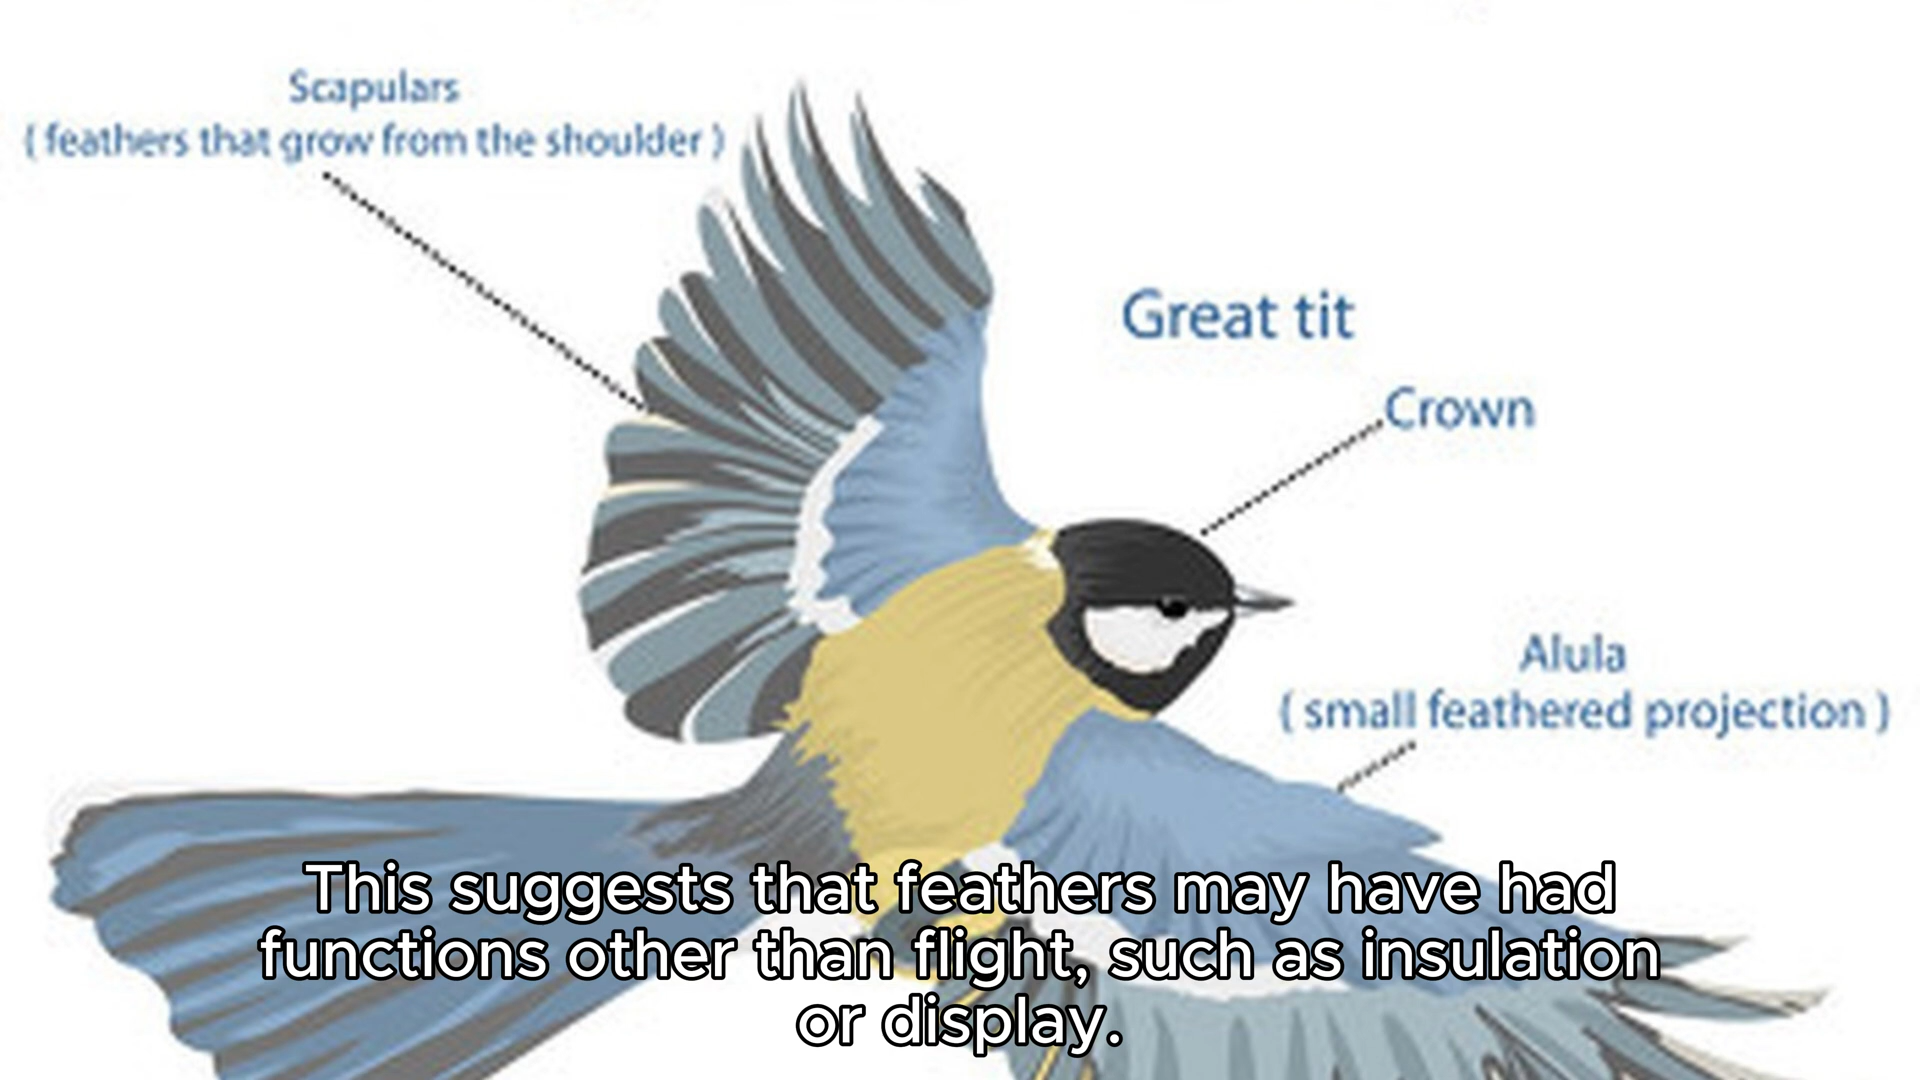 Scapulars
( feathers that grow from the shoulder )
Great tit
Crown
Alula
( small feathered projection )
This suggests that feathers may have had
functions other than flight, such as insulation
or display.